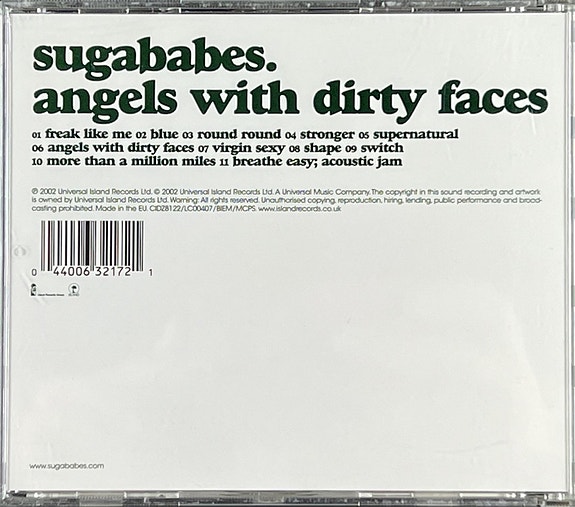 sugababes.
angels with dirty faces
01 freak like me 02 blue 03 round round 04 stronger 05 supernatural
06 angels with dirty faces 07 virgin sexy 08 shape 09 switch
10 more than a million miles 11 breathe easy; acoustic jam
℗ 2002 Universal Island Records Ltd. © 2002 Universal Island Records Ltd. A Universal Music Company. The copyright in this sound recording and artwork
is owned by Universal Island Records Ltd. Warning: All rights reserved. Unauthorised copying, reproduction, hiring, lending, public performance and broad-
casting prohibited. Made in the EU. CIDZ8122/LC00407/BIEM/MCPS. www.islandrecords.co.uk
0 44006 32172 1
www.sugababes.com